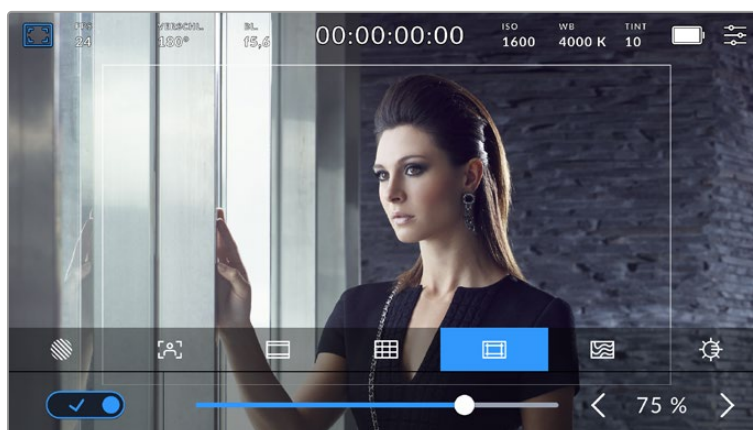 FPS VERSCHL. BL. 00:00:00:00 ISO WB TINT
24 180° f5,6 1600 4000 K 10
75 %